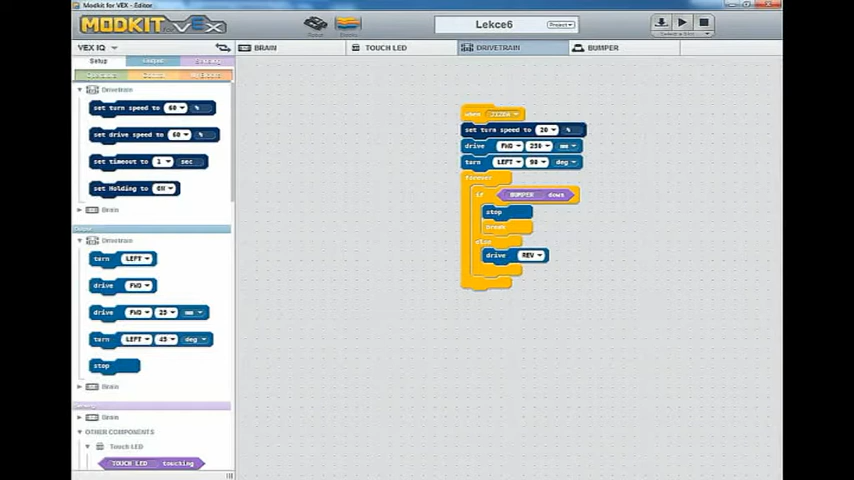 Modkit for VEX - Editor
MODKIT for VEX
Lekce6
Project
VEX IQ
BRAIN
TOUCH LED
DRIVETRAIN
BUMPER
Setup
Output
Drivetrain
set turn speed to 60 %
set drive speed to 60 %
set timeout to 1 sec
set Holding to ON
Brain
Drivetrain
turn LEFT
drive FWD
drive FWD 25 mm
turn LEFT 45 deg
stop
Brain
Brain
OTHER COMPONENTS
Touch LED
TOUCH LED touching
when
set turn speed to 20 %
drive FWD 250 mm
turn LEFT 90 deg
forever
if BUMPER down
stop
break
else
drive REV